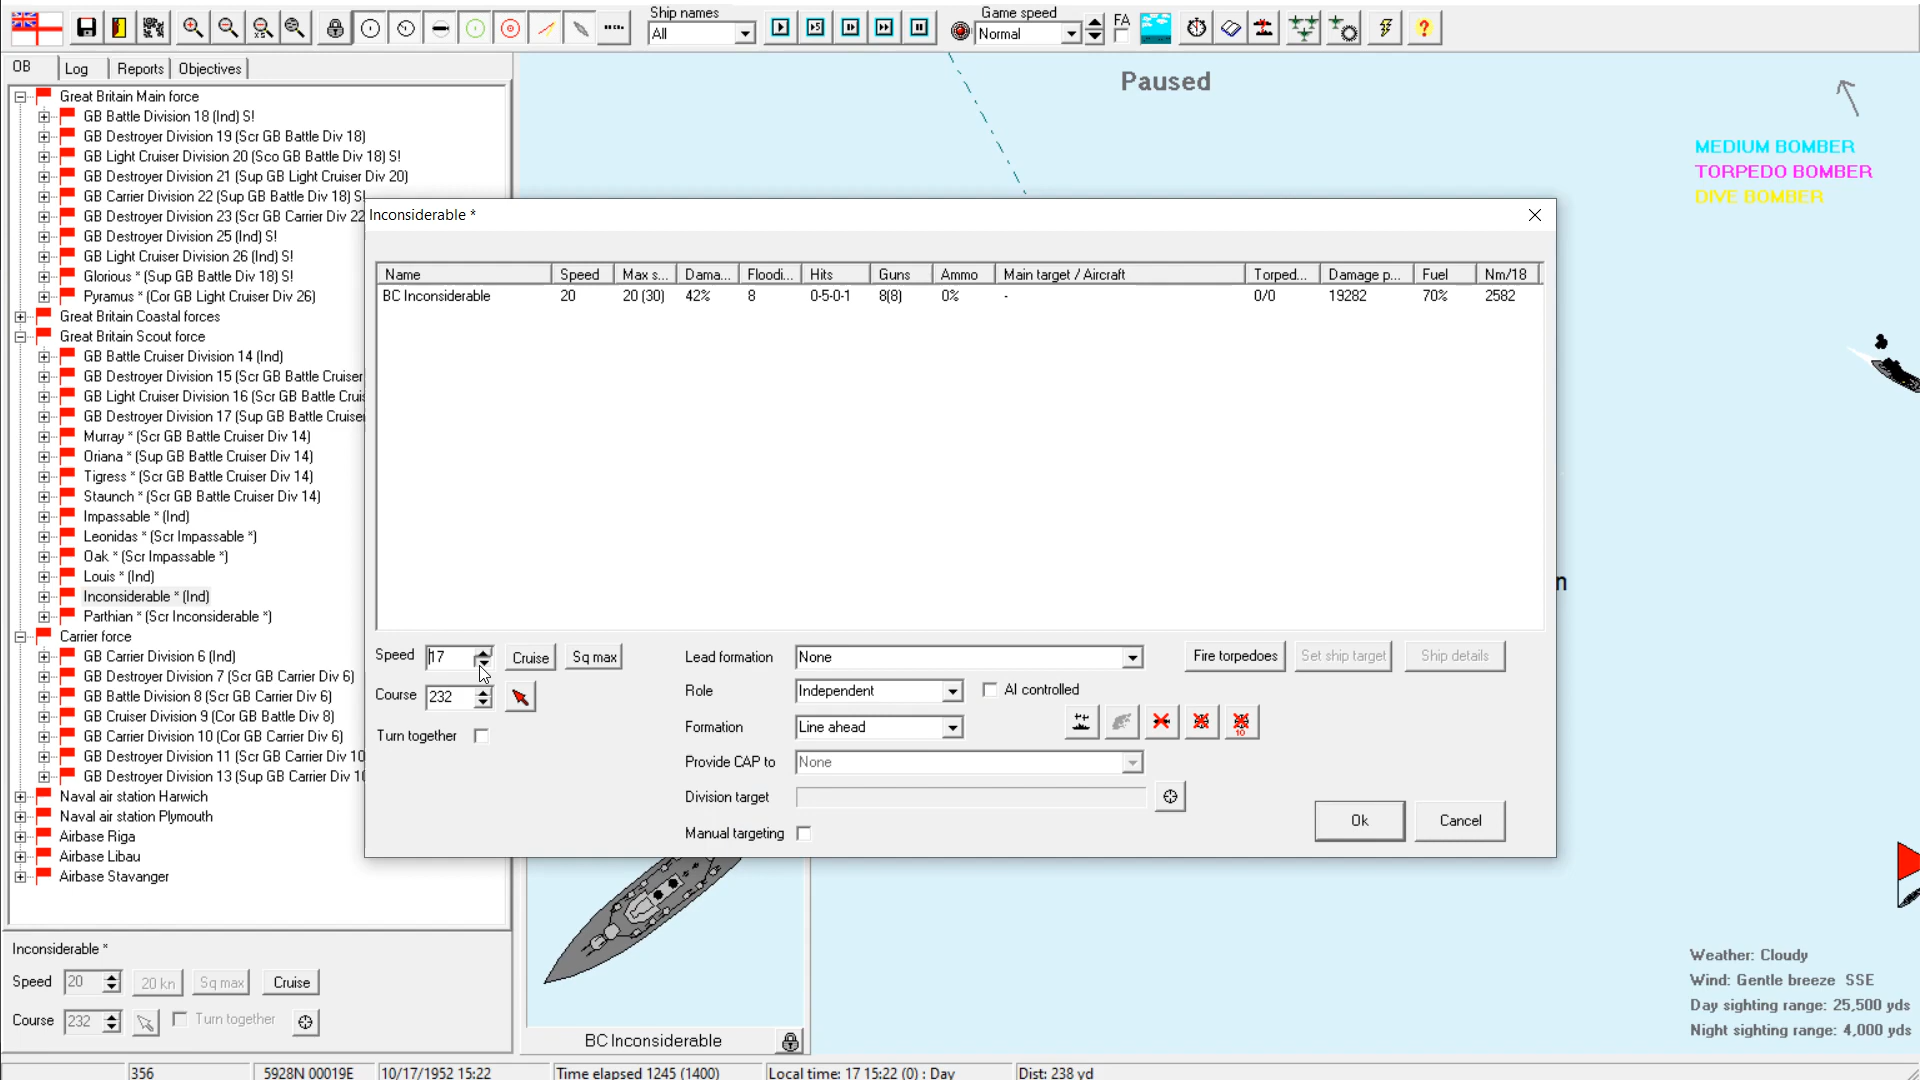 Ship names
All
Game speed
Normal
FA
OB
Log
Reports
Objectives
Great Britain Main force
GB Battle Division 18 (Ind) S!
GB Destroyer Division 19 (Scr GB Battle Div 18)
GB Light Cruiser Division 20 (Sco GB Battle Div 18) S!
GB Destroyer Division 21 (Sup GB Light Cruiser Div 20)
GB Carrier Division 22 (Sup GB Battle Div 18) S!
GB Destroyer Division 23 (Scr GB Carrier Div 22
GB Destroyer Division 25 (Ind) S!
GB Light Cruiser Division 26 (Ind) S!
Glorious * (Sup GB Battle Div 18) S!
Pyramus * (Cor GB Light Cruiser Div 26)
Great Britain Coastal forces
Great Britain Scout force
GB Battle Cruiser Division 14 (Ind)
GB Destroyer Division 15 (Scr GB Battle Cruiser
GB Light Cruiser Division 16 (Scr GB Battle Crui
GB Destroyer Division 17 (Sup GB Battle Cruiser
Murray * (Scr GB Battle Cruiser Div 14)
Oriana * (Sup GB Battle Cruiser Div 14)
Tigress * (Scr GB Battle Cruiser Div 14)
Staunch * (Scr GB Battle Cruiser Div 14)
Impassable * (Ind)
Leonidas * (Scr Impassable *)
Oak * (Scr Impassable *)
Louis * (Ind)
Inconsiderable * (Ind)
Parthian * (Scr Inconsiderable *)
Carrier force
GB Carrier Division 6 (Ind)
GB Destroyer Division 7 (Scr GB Carrier Div 6)
GB Battle Division 8 (Scr GB Carrier Div 6)
GB Cruiser Division 9 (Cor GB Battle Div 8)
GB Carrier Division 10 (Cor GB Carrier Div 6)
GB Destroyer Division 11 (Scr GB Carrier Div 10
GB Destroyer Division 13 (Sup GB Carrier Div 10
Naval air station Harwich
Naval air station Plymouth
Airbase Riga
Airbase Libau
Airbase Stavanger
Inconsiderable *
Speed 20 20 kn Sq max Cruise
Course 232 Turn together
Paused
MEDIUM BOMBER
TORPEDO BOMBER
DIVE BOMBER
Inconsiderable *
Name Speed Max s... Dama... Floodi... Hits Guns Ammo Main target / Aircraft Torped... Damage p... Fuel Nm/18
BC Inconsiderable 20 20 (30) 42% 8 0-5-0-1 8(8) 0% - 0/0 19282 70% 2582
Speed 17 Cruise Sq max
Course 232
Turn together
Lead formation None
Role Independent AI controlled
Formation Line ahead
10
Provide CAP to None
Division target
Manual targeting
Fire torpedoes Set ship target Ship details
Ok Cancel
n
BC Inconsiderable
Weather: Cloudy
Wind: Gentle breeze SSE
Day sighting range: 25,500 yds
Night sighting range: 4,000 yds
356 5928N 00019E 10/17/1952 15:22 Time elapsed 1245 (1400) Local time: 17 15:22 (0) : Day Dist: 238 yd